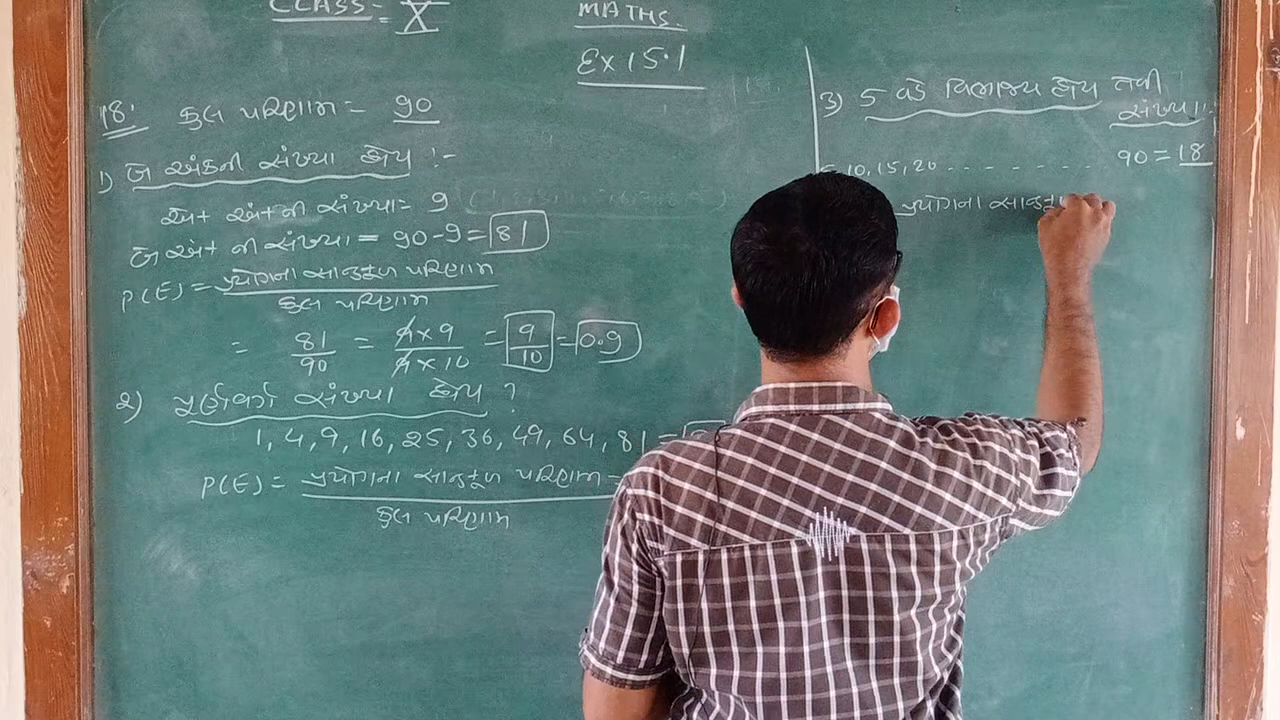 CLASS - X
MATHS.
Ex 15.1
18. કુલ પરિણામ = 90
1) બે અંકની સંખ્યા હોય :-
એક અંકની સંખ્યા = 9
બે અંકની સંખ્યા = 90-9 = 81
P(E) = પ્રયોગના સાનુકૂળ પરિણામ
કુલ પરિણામ
= 81/90 = 9×9/9×10 = 9/10 = 0.9
2) પૂર્ણવર્ગ સંખ્યા હોય ?
1, 4, 9, 16, 25, 36, 49, 64, 81 =
P(E) = પ્રયોગના સાનુકૂળ પરિણામ =
કુલ પરિણામ
3) 5 વડે વિભાજ્ય હોય તેવી
સંખ્યા :
10, 15, 20 - - - - - - - 90 = 18
પ્રયોગના સાનુકૂ